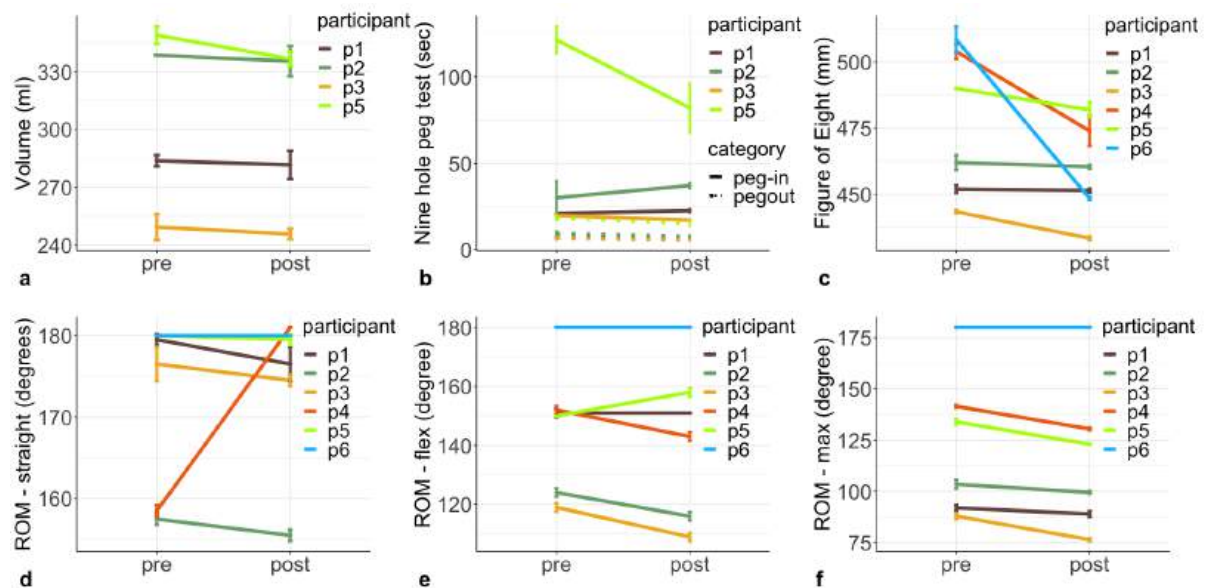 Volume (ml)
330
300
270
240
pre
post
a
participant
p1
p2
p3
p5
Nine hole peg test (sec)
100
50
0
pre
post
b
participant
p1
p2
p3
p5
category
peg-in
pegout
Figure of Eight (mm)
500
475
450
pre
post
c
participant
p1
p2
p3
p4
p5
p6
ROM - straight (degrees)
180
170
160
pre
post
d
participant
p1
p2
p3
p4
p5
p6
ROM - flex (degree)
180
160
140
120
pre
post
e
participant
p1
p2
p3
p4
p5
p6
ROM - max (degree)
175
150
125
100
75
pre
post
f
participant
p1
p2
p3
p4
p5
p6